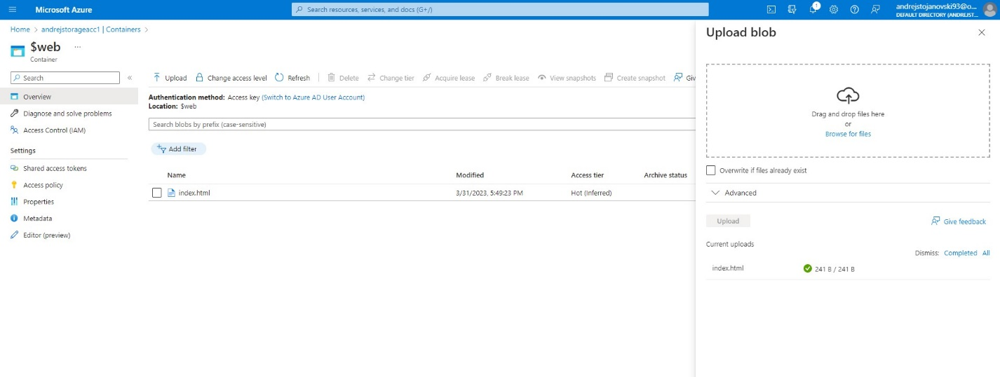 Microsoft Azure
Search resources, services, and docs (G+/)
1
andrejstojanovski93@o...
DEFAULT DIRECTORY (ANDREJST...
Home > andrejstorageacc1 | Containers >
$web ...
Container
Search
«
Overview
Diagnose and solve problems
Access Control (IAM)
Settings
Shared access tokens
Access policy
Properties
Metadata
Editor (preview)
Upload Change access level Refresh Delete Change tier Acquire lease Break lease View snapshots Create snapshot Giv
Authentication method: Access key (Switch to Azure AD User Account)
Location: $web
Search blobs by prefix (case-sensitive)
Add filter
Name Modified Access tier Archive status
index.html 3/31/2023, 5:49:23 PM Hot (Inferred)
Upload blob
Drag and drop files here
or
Browse for files
Overwrite if files already exist
Advanced
Upload Give feedback
Current uploads
Dismiss: Completed All
index.html 241 B / 241 B